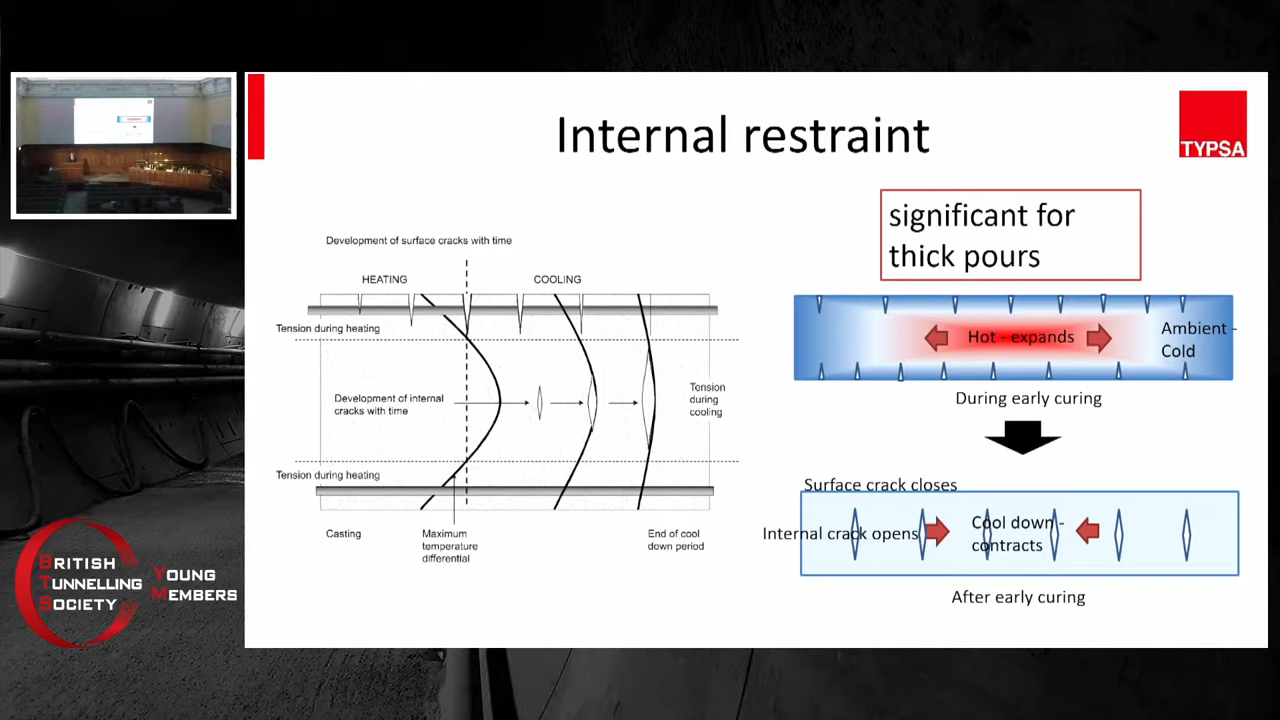 Internal restraint
TYPSA
significant for
thick pours
Development of surface cracks with time
HEATING
COOLING
Tension during heating
Development of internal
cracks with time
Tension
during
cooling
Tension during heating
Casting
Maximum
temperature
differential
End of cool
down period
Hot - expands
Ambient -
Cold
During early curing
Surface crack closes
Internal crack opens
Cool down -
contracts
After early curing
BRITISH
TUNNELLING
SOCIETY
YOUNG
MEMBERS